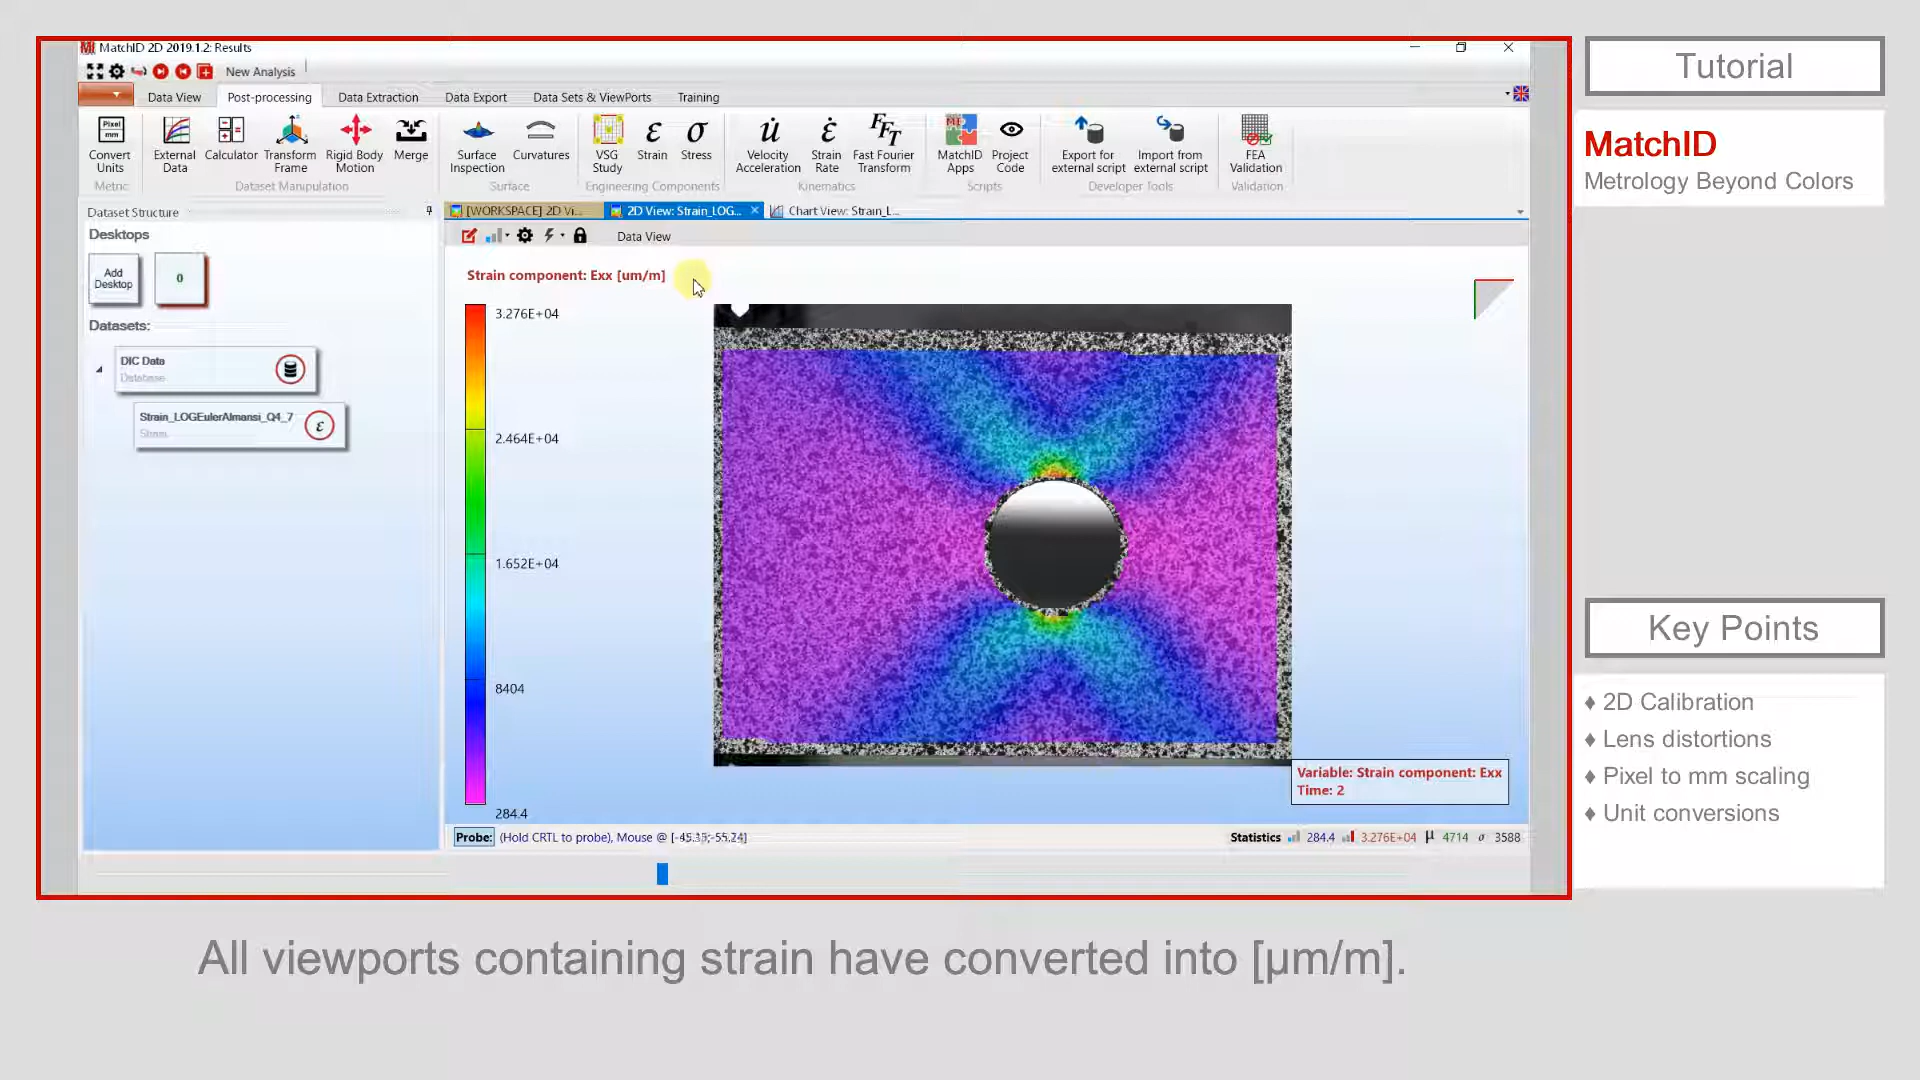 MatchID 2D 2019.1.2: Results
New Analysis
Data View
Post-processing
Data Extraction
Data Export
Data Sets & ViewPorts
Training
Pixel
mm
Convert
Units
Metric
External
Data
Calculator
Transform
Frame
Rigid Body
Motion
Merge
Dataset Manipulation
Surface
Inspection
Curvatures
Surface
VSG
Study
ε
Strain
σ
Stress
Engineering Components
u̇
Velocity
Acceleration
ε̇
Strain
Rate
FFT
Fast Fourier
Transform
Kinematics
MatchID
Apps
Project
Code
Scripts
Export for
external script
Import from
external script
Developer Tools
FEA
Validation
Validation
Dataset Structure
[WORKSPACE] 2D Vi...
2D View: Strain_LOG...
Chart View: Strain_L...
Desktops
Data View
Add
Desktop
0
Strain component: Exx [um/m]
Datasets:
DIC Data
Database
Strain_LOGEulerAlmansi_Q4_7
Strain
ε
3.276E+04
2.464E+04
1.652E+04
8404
284.4
Variable: Strain component: Exx
Time: 2
Probe: (Hold CRTL to probe), Mouse @
Statistics 284.4 3.276E+04 μ 4714 σ 3588
Tutorial
MatchID
Metrology Beyond Colors
Key Points
♦ 2D Calibration
♦ Lens distortions
♦ Pixel to mm scaling
♦ Unit conversions
All viewports containing strain have converted into [μm/m].